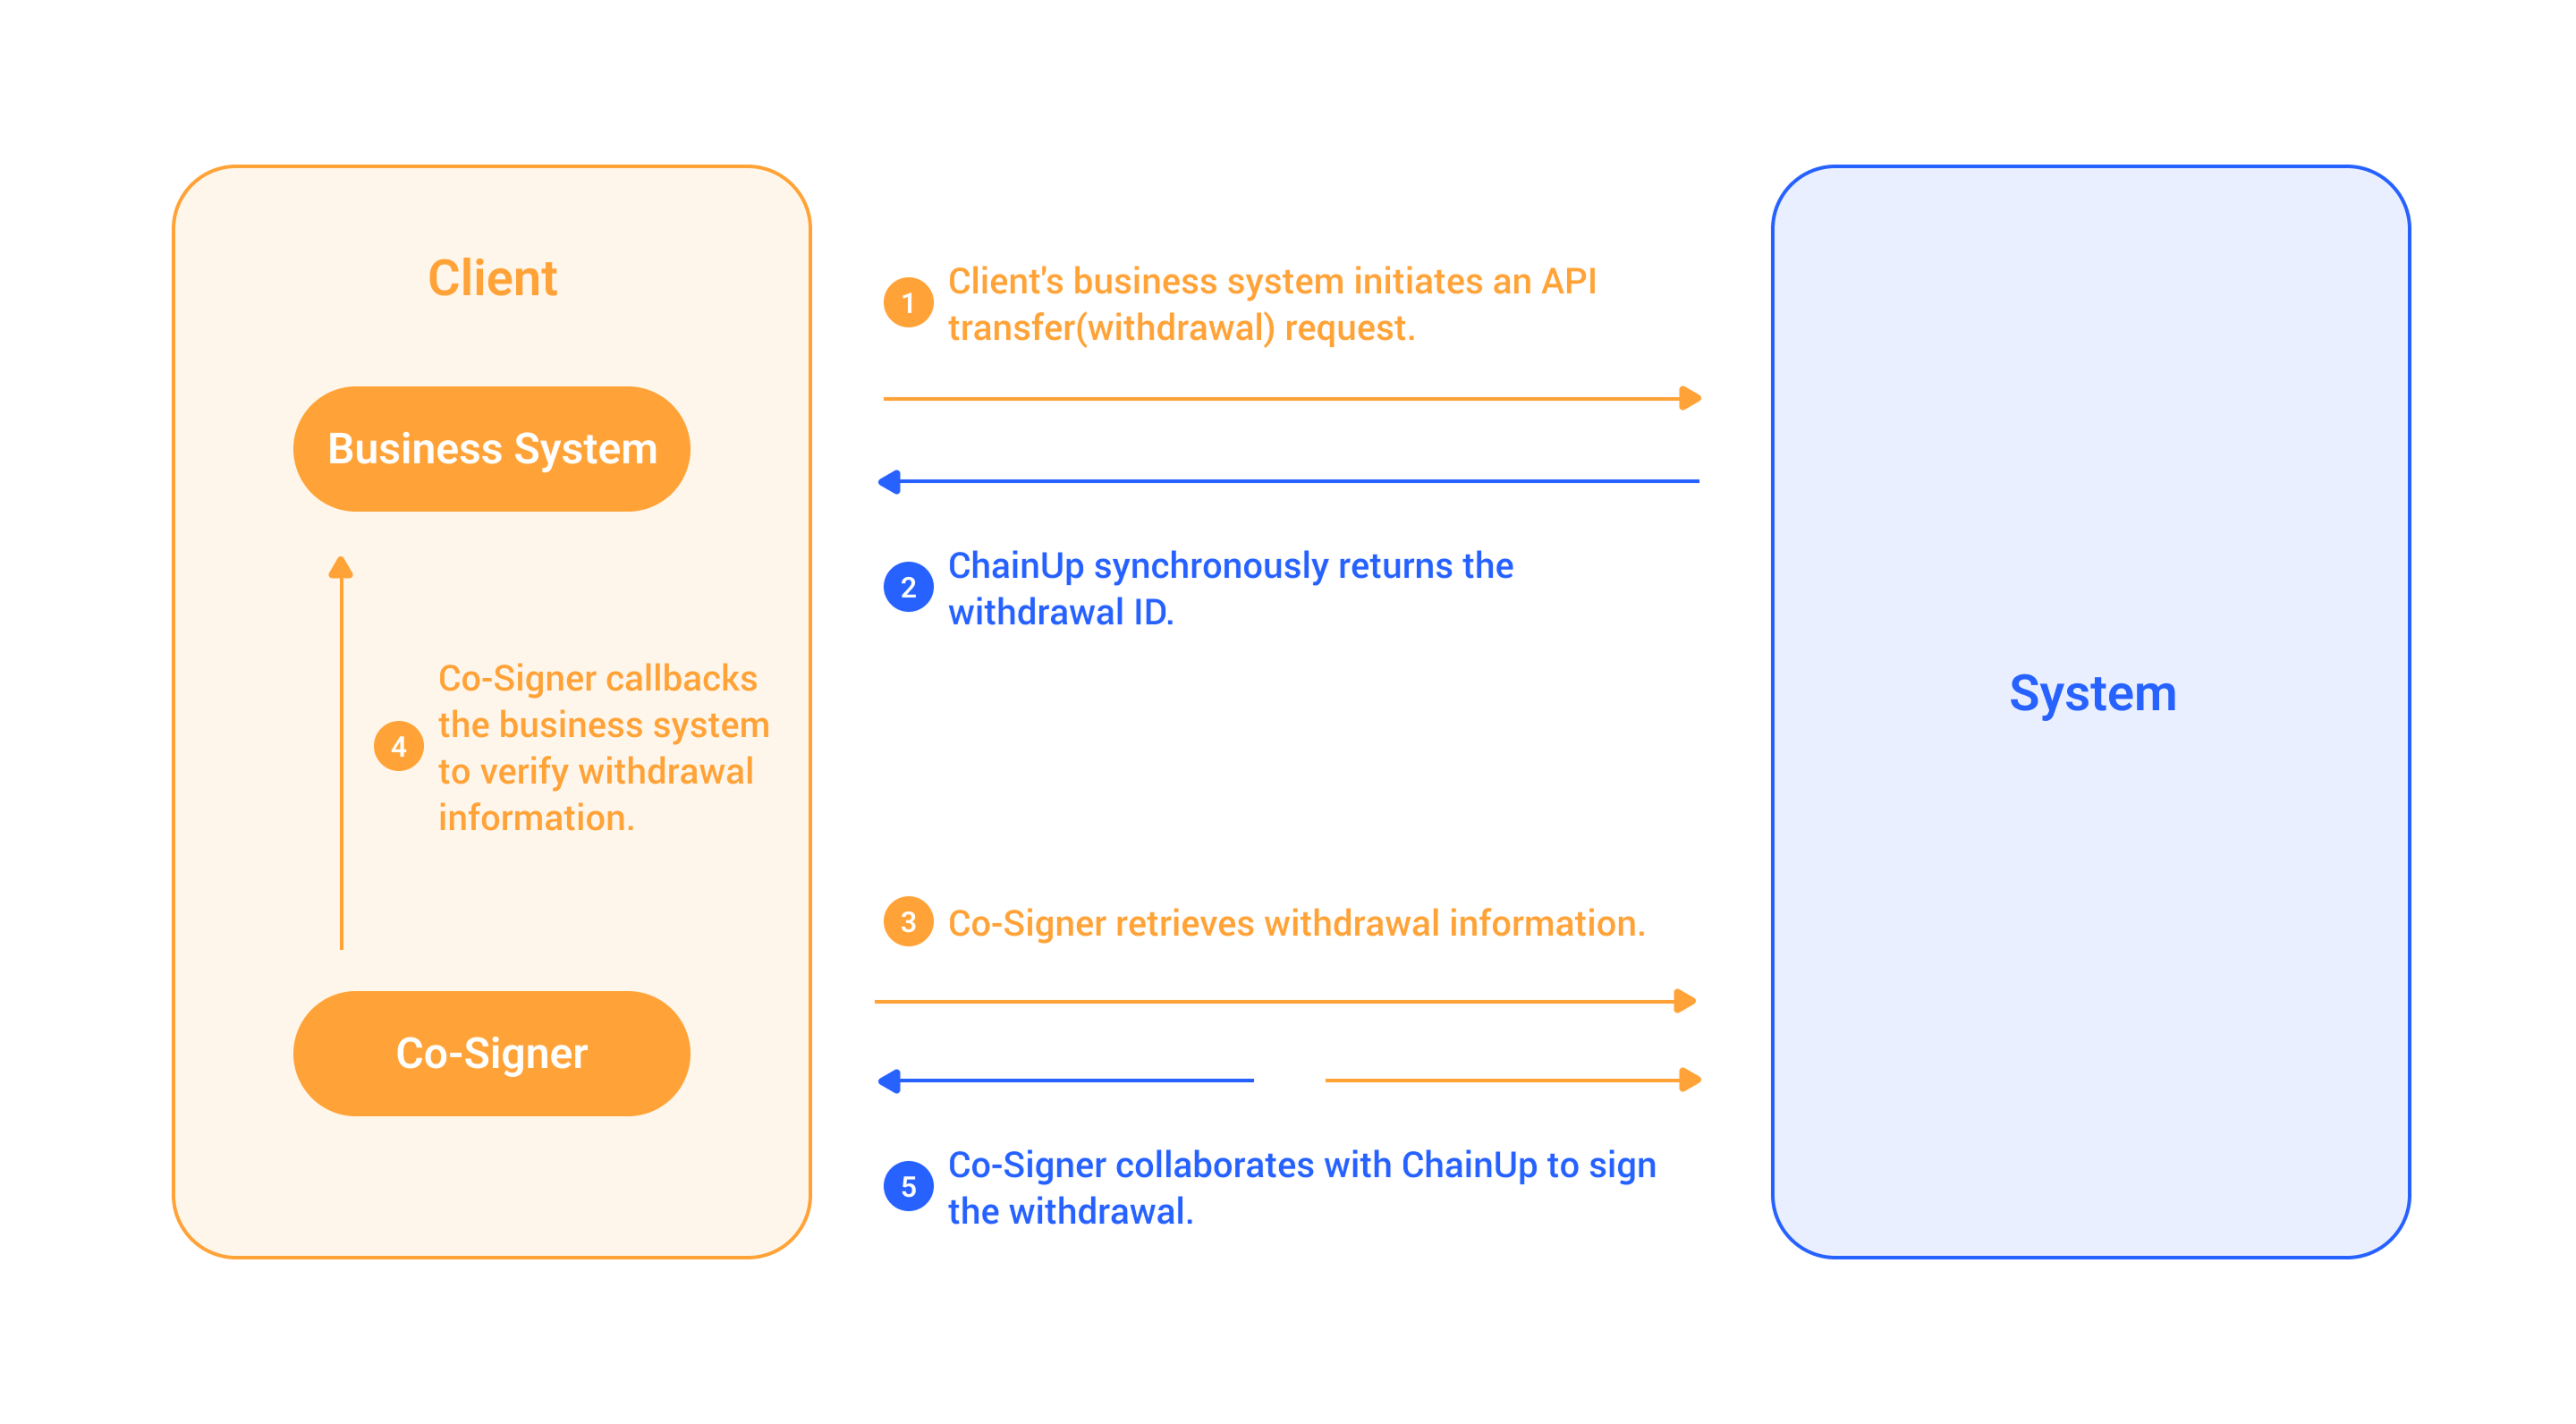 Client
Business System
4
Co-Signer callbacks
the business system
to verify withdrawal
information.
Co-Signer
1
Client's business system initiates an API
transfer(withdrawal) request.
2
ChainUp synchronously returns the
withdrawal ID.
3
Co-Signer retrieves withdrawal information.
5
Co-Signer collaborates with ChainUp to sign
the withdrawal.
System